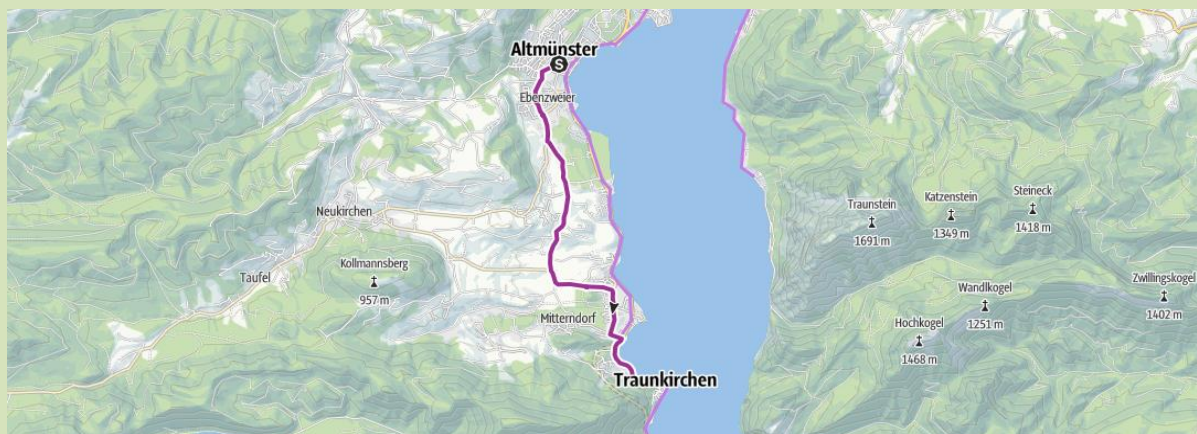 Altmünster
S
Ebenzweier
Neukirchen
Taufel
Kollmannsberg
957 m
Mitterndorf
Traunkirchen
Traunstein
1691 m
Katzenstein
1349 m
Steineck
1418 m
Zwillingskogel
1402 m
Wandlkogel
1251 m
Hochkogel
1468 m